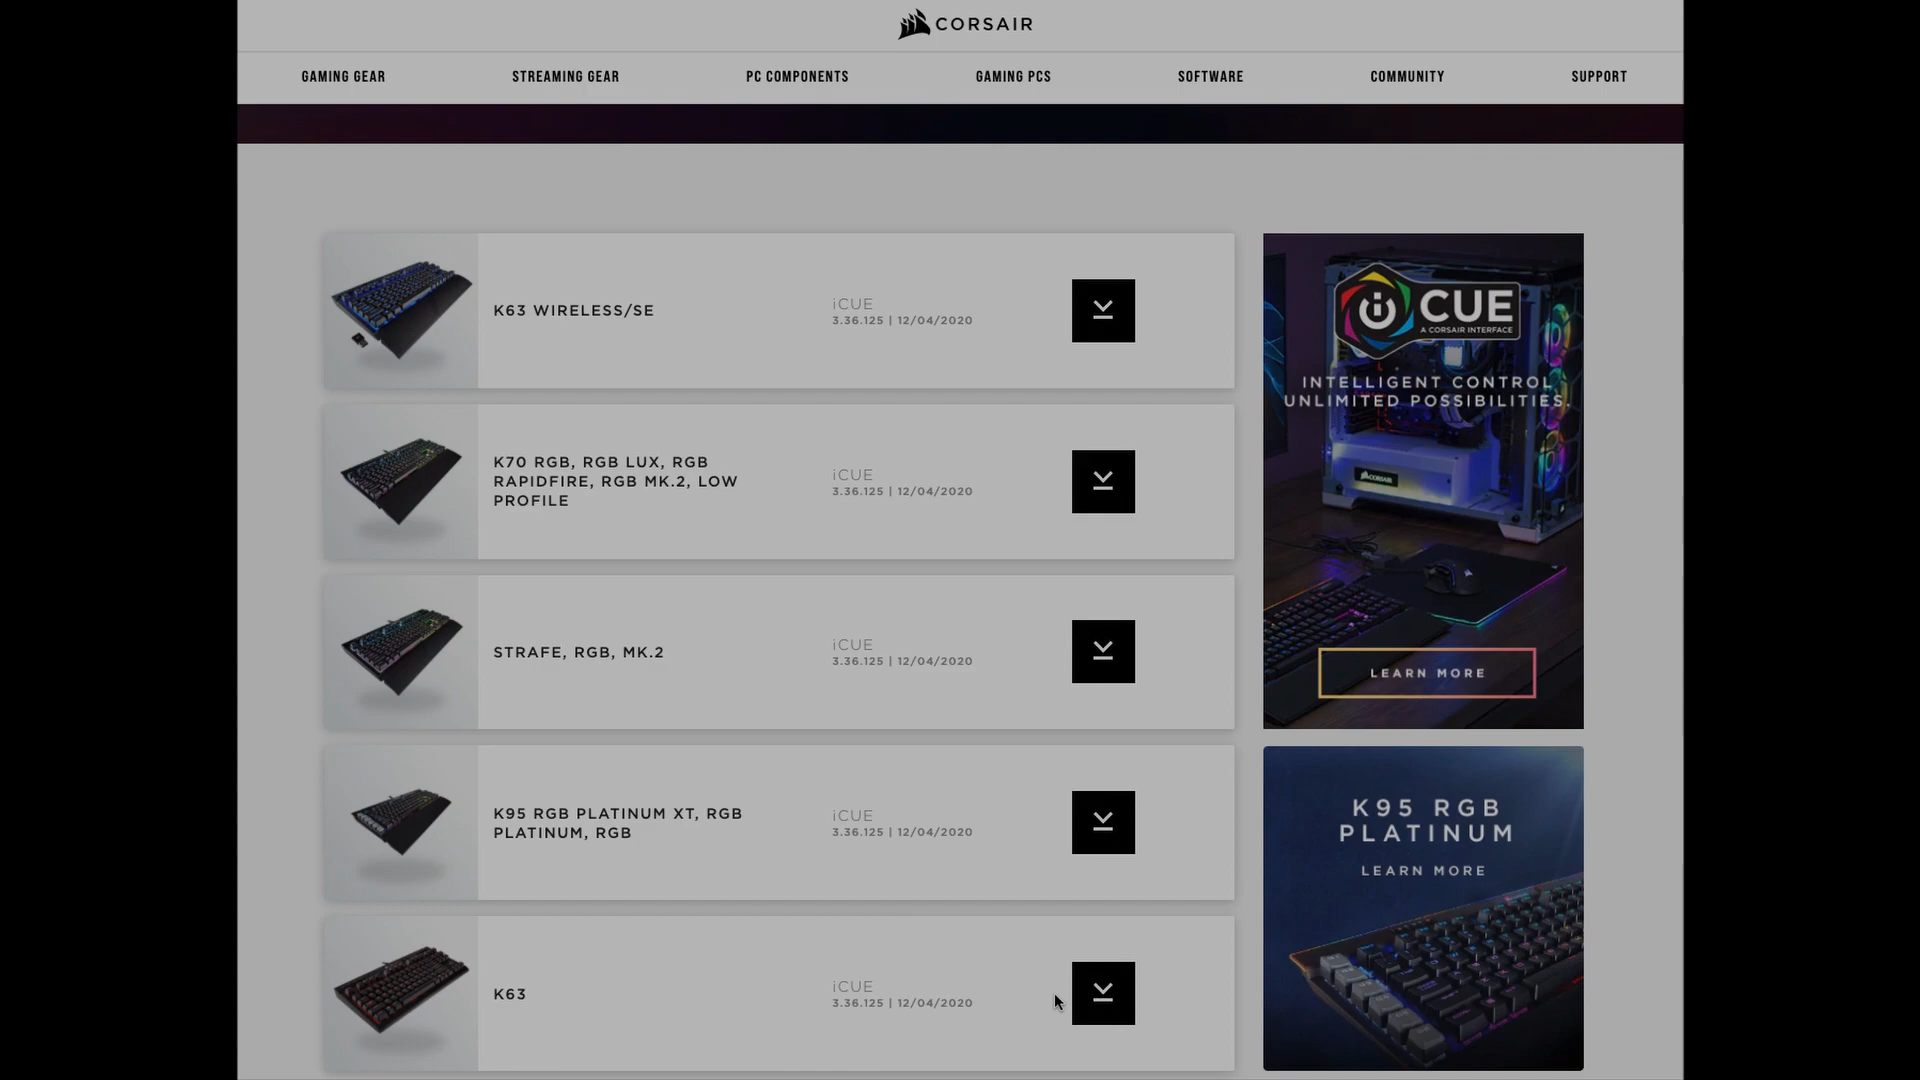 CORSAIR
GAMING GEAR
STREAMING GEAR
PC COMPONENTS
GAMING PCS
SOFTWARE
COMMUNITY
SUPPORT
K63 WIRELESS/SE
iCUE
3.36.125 | 12/04/2020
K70 RGB, RGB LUX, RGB
RAPIDFIRE, RGB MK.2, LOW
PROFILE
iCUE
3.36.125 | 12/04/2020
STRAFE, RGB, MK.2
iCUE
3.36.125 | 12/04/2020
K95 RGB PLATINUM XT, RGB
PLATINUM, RGB
iCUE
3.36.125 | 12/04/2020
K63
iCUE
3.36.125 | 12/04/2020
iCUE
A CORSAIR INTERFACE
INTELLIGENT CONTROL
UNLIMITED POSSIBILITIES.
CORSAIR
LEARN MORE
K95 RGB
PLATINUM
LEARN MORE